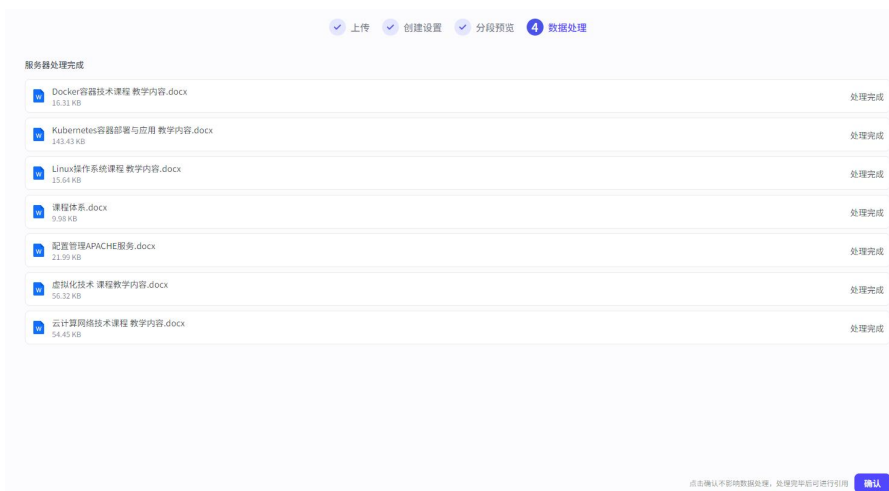 上传 创建设置 分段预览 4 数据处理
服务器处理完成
W Docker容器技术课程 教学内容.docx
16.31 KB
处理完成
W Kubernetes容器部署与应用 教学内容.docx
143.43 KB
处理完成
W Linux操作系统课程 教学内容.docx
15.64 KB
处理完成
W 课程体系.docx
9.98 KB
处理完成
W 配置管理APACHE服务.docx
21.99 KB
处理完成
W 虚拟化技术 课程教学内容.docx
56.32 KB
处理完成
W 云计算网络技术课程 教学内容.docx
54.45 KB
处理完成
点击确认不影响数据处理，处理完毕后可进行引用 确认